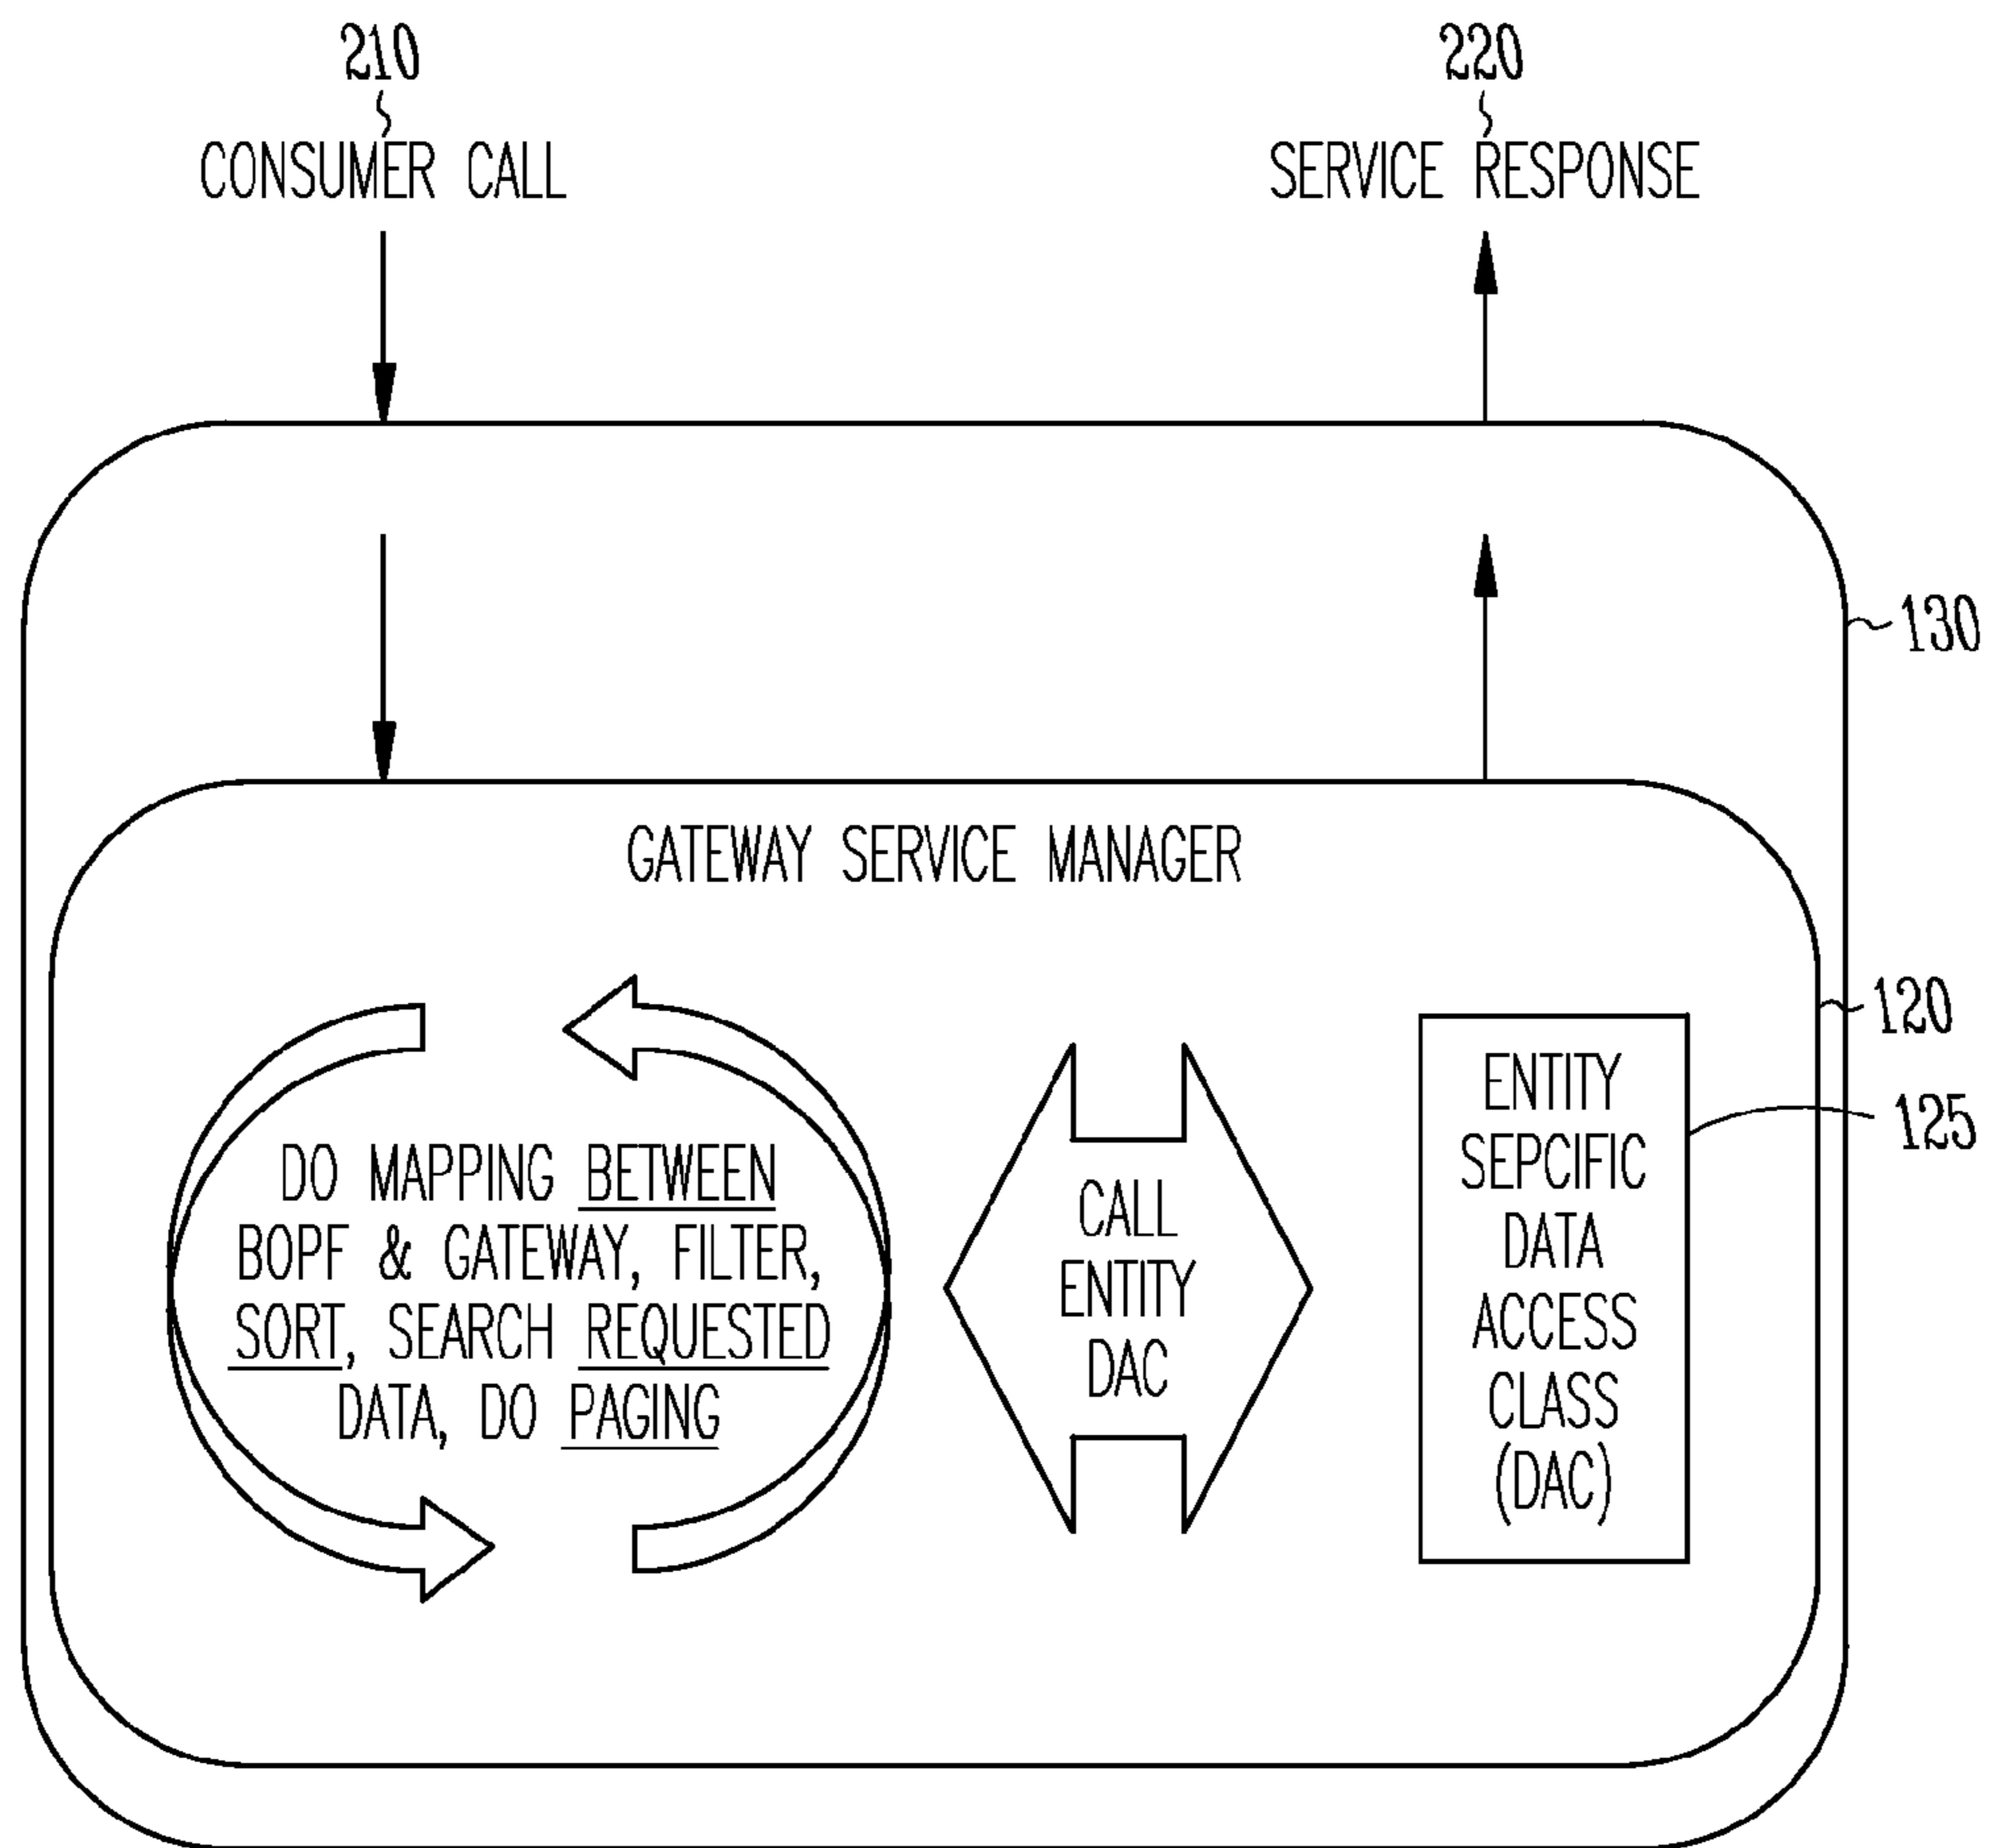 210
220
CONSUMER CALL
SERVICE RESPONSE
130
GATEWAY SERVICE MANAGER
120
125
DO MAPPING BETWEEN
BOPF & GATEWAY, FILTER,
SORT, SEARCH REQUESTED
DATA, DO PAGING
CALL
ENTITY
DAC
ENTITY
SEPCIFIC
DATA
ACCESS
CLASS
(DAC)